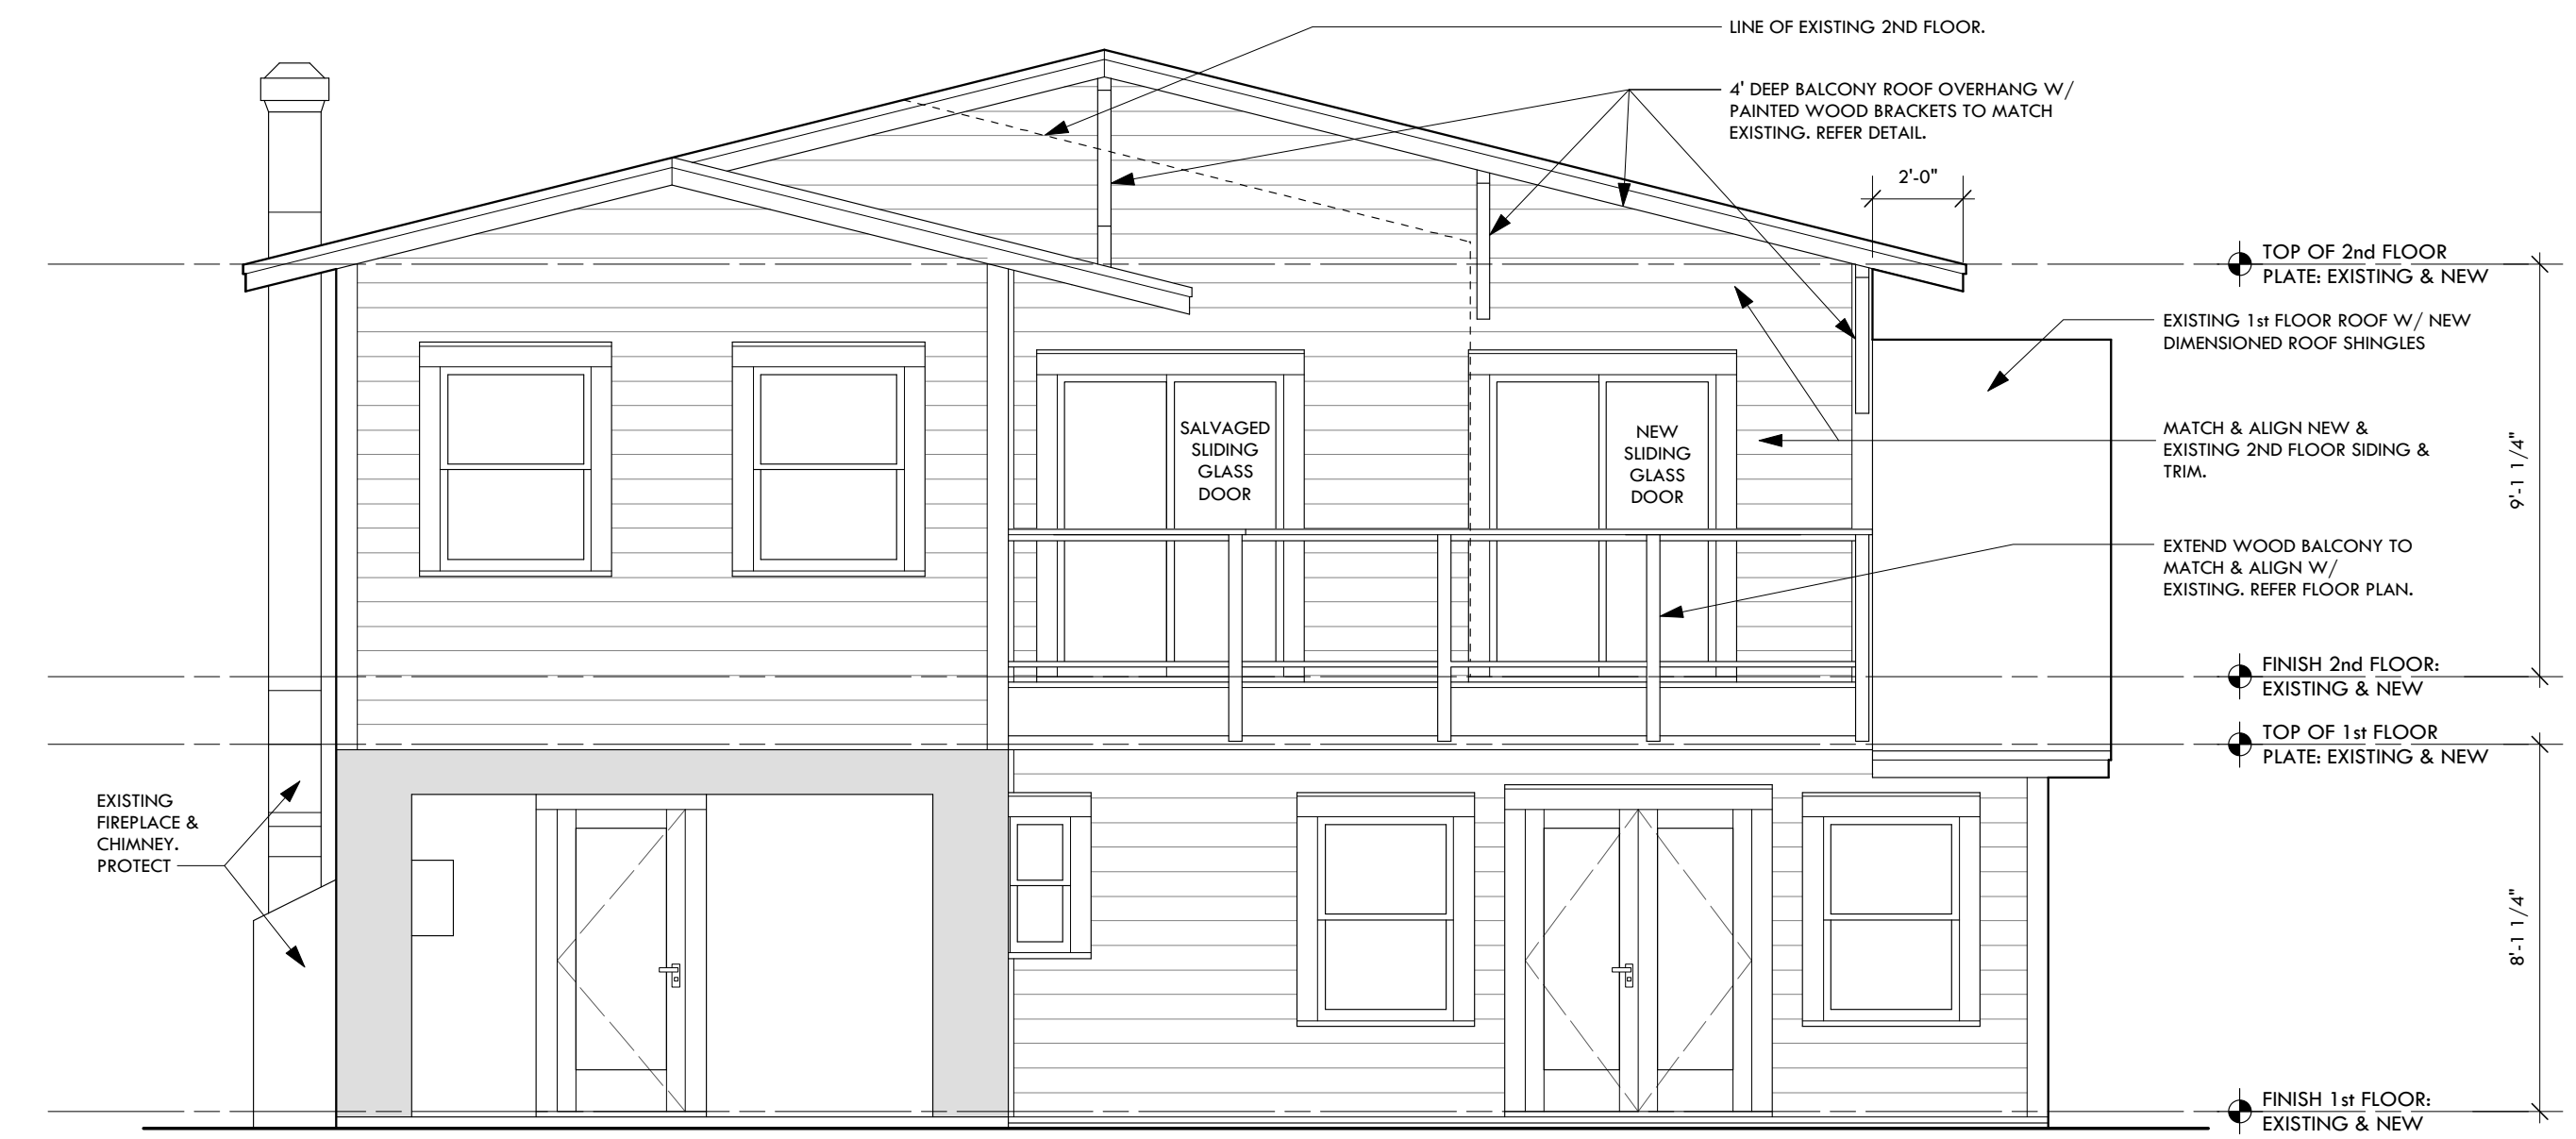 LINE OF EXISTING 2ND FLOOR.
4' DEEP BALCONY ROOF OVERHANG W/
PAINTED WOOD BRACKETS TO MATCH
EXISTING. REFER DETAIL.
2'-0"
TOP OF 2nd FLOOR
PLATE: EXISTING & NEW
EXISTING 1st FLOOR ROOF W/ NEW
DIMENSIONED ROOF SHINGLES
SALVAGED
SLIDING
GLASS
DOOR
NEW
SLIDING
GLASS
DOOR
MATCH & ALIGN NEW &
EXISTING 2ND FLOOR SIDING &
TRIM.
9'-1 1/4"
EXTEND WOOD BALCONY TO
MATCH & ALIGN W/
EXISTING. REFER FLOOR PLAN.
FINISH 2nd FLOOR:
EXISTING & NEW
TOP OF 1st FLOOR
PLATE: EXISTING & NEW
EXISTING
FIREPLACE &
CHIMNEY.
PROTECT
8'-1 1/4"
FINISH 1st FLOOR:
EXISTING & NEW